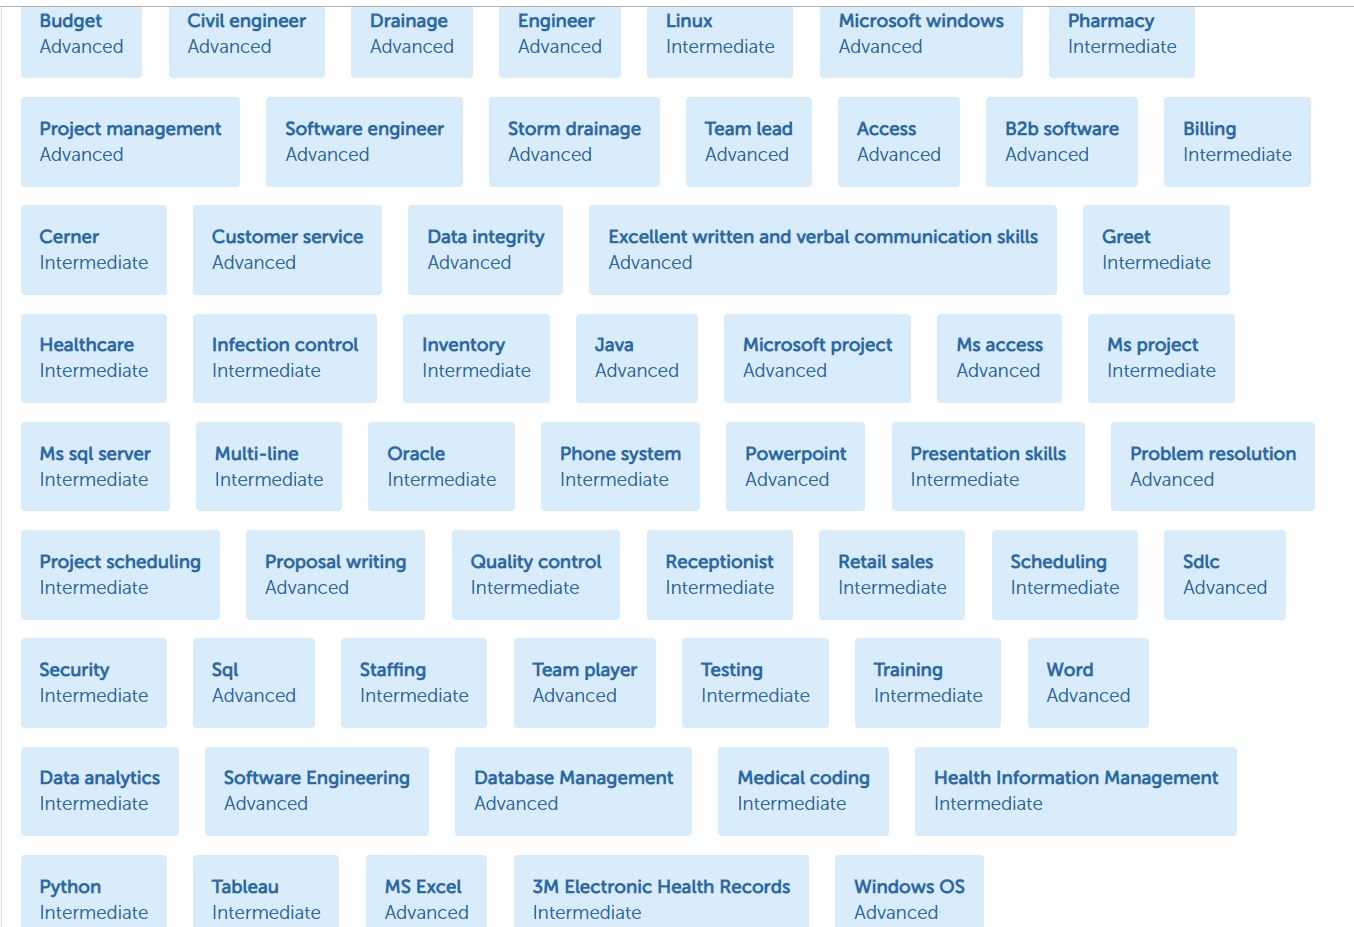 Budget Civil engineer Drainage Engineer Linux Microsoft windows Pharmacy
Advanced Advanced Advanced Advanced Intermediate Advanced Intermediate
Project management Software engineer Storm drainage Team lead Access B2b software Billing
Advanced Advanced Advanced Advanced Advanced Advanced Intermediate
Cerner Customer service Data integrity Excellent written and verbal communication skills Greet
Intermediate Advanced Advanced Advanced Intermediate
Healthcare Infection control Inventory Java Microsoft project Ms access Ms project
Intermediate Intermediate Intermediate Advanced Advanced Advanced Intermediate
Ms sql server Multi-line Oracle Phone system Powerpoint Presentation skills Problem resolution
Intermediate Intermediate Intermediate Intermediate Advanced Intermediate Advanced
Project scheduling Proposal writing Quality control Receptionist Retail sales Scheduling Sdlc
Intermediate Advanced Intermediate Intermediate Intermediate Intermediate Advanced
Security Sql Staffing Team player Testing Training Word
Intermediate Advanced Intermediate Advanced Intermediate Intermediate Advanced
Data analytics Software Engineering Database Management Medical coding Health Information Management
Intermediate Advanced Advanced Intermediate Intermediate
Python Tableau MS Excel 3M Electronic Health Records Windows OS
Intermediate Intermediate Advanced Intermediate Advanced